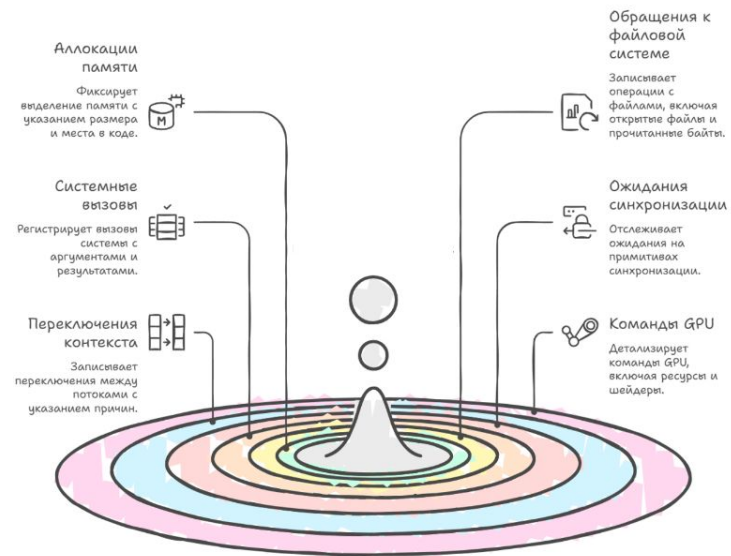 Аллокации
памяти
Фиксирует
выделение памяти с
указанием размера
и места в коде.
M
Системные
вызовы
Регистрирует вызовы
системы с
аргументами и
результатами.
Переключения
контекста
Записывает
переключения между
потоками с
указанием причин.
Обращения к
файловой
системе
Записывает
операции с
файлами, включая
открытые файлы и
прочитанные байты.
Ожидания
синхронизации
Отслеживает
ожидания на
примитивах
синхронизации.
Команды GPU
Детализирует
команды GPU,
включая ресурсы и
шейдеры.